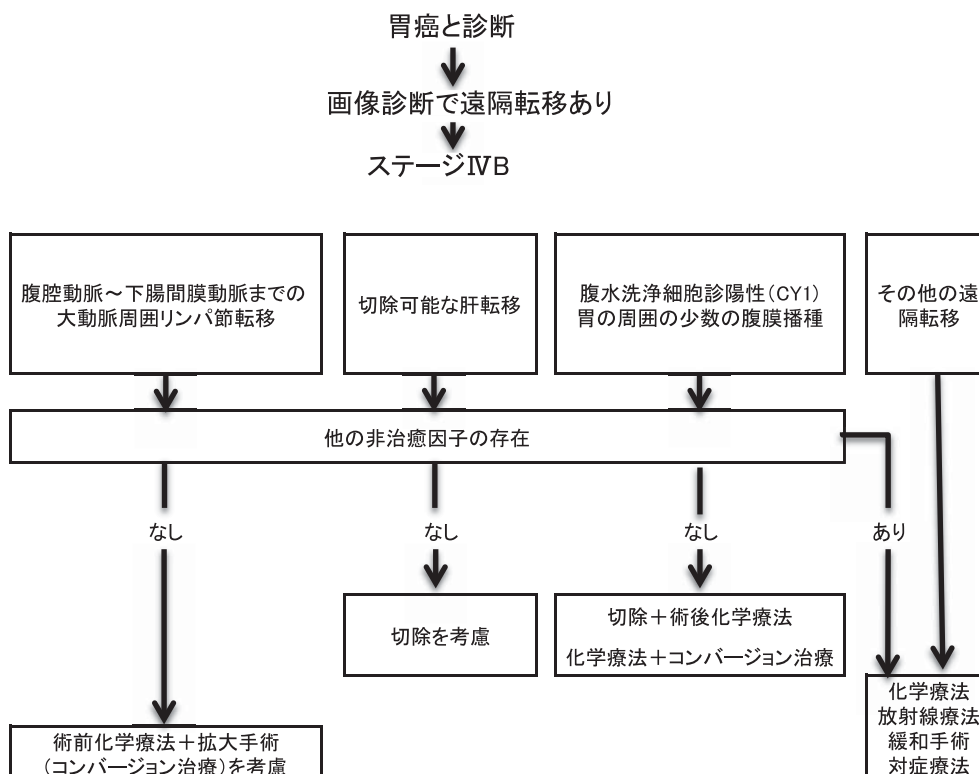 胃癌と診断
画像診断で遠隔転移あり
ステージⅣB
腹腔動脈～下腸間膜動脈までの
大動脈周囲リンパ節転移
切除可能な肝転移
腹水洗浄細胞診陽性（CY1）
胃の周囲の少数の腹膜播種
その他の遠
隔転移
他の非治癒因子の存在
なし
なし
なし
あり
切除を考慮
切除＋術後化学療法
化学療法＋コンバージョン治療
術前化学療法＋拡大手術
（コンバージョン治療）を考慮
化学療法
放射線療法
緩和手術
対症療法